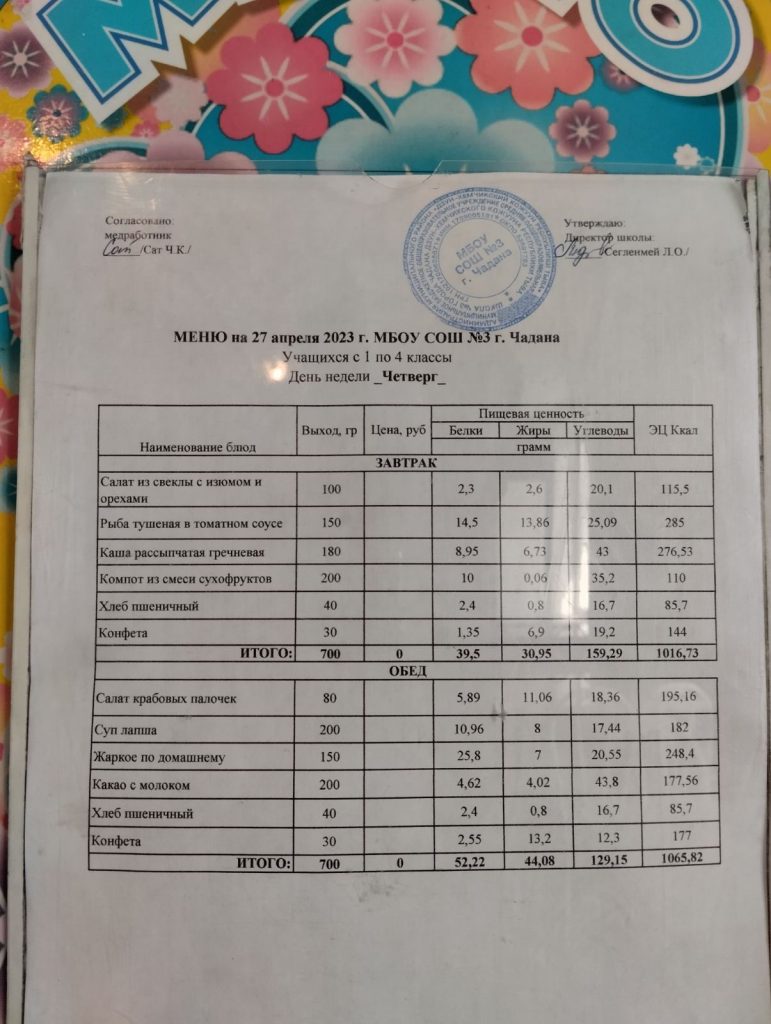 Согласовано:
медработник
/Сат Ч.К./
Утверждаю:
Директор школы:
/Сегленмей Л.О./
МБОУ
СОШ №3
г. Чадана
МЕНЮ на 27 апреля 2023 г. МБОУ СОШ №3 г. Чадана
Учащихся с 1 по 4 классы
День недели _Четверг_
Наименование блюд Выход, гр Цена, руб Пищевая ценность ЭЦ Ккал
Белки Жиры Углеводы
грамм
ЗАВТРАК
Салат из свеклы с изюмом и орехами 100 2,3 2,6 20,1 115,5
Рыба тушеная в томатном соусе 150 14,5 13,86 25,09 285
Каша рассыпчатая гречневая 180 8,95 6,73 43 276,53
Компот из смеси сухофруктов 200 10 0,06 35,2 110
Хлеб пшеничный 40 2,4 0,8 16,7 85,7
Конфета 30 1,35 6,9 19,2 144
ИТОГО: 700 0 39,5 30,95 159,29 1016,73
ОБЕД
Салат крабовых палочек 80 5,89 11,06 18,36 195,16
Суп лапша 200 10,96 8 17,44 182
Жаркое по домашнему 150 25,8 7 20,55 248,4
Какао с молоком 200 4,62 4,02 43,8 177,56
Хлеб пшеничный 40 2,4 0,8 16,7 85,7
Конфета 30 2,55 13,2 12,3 177
ИТОГО: 700 0 52,22 44,08 129,15 1065,82